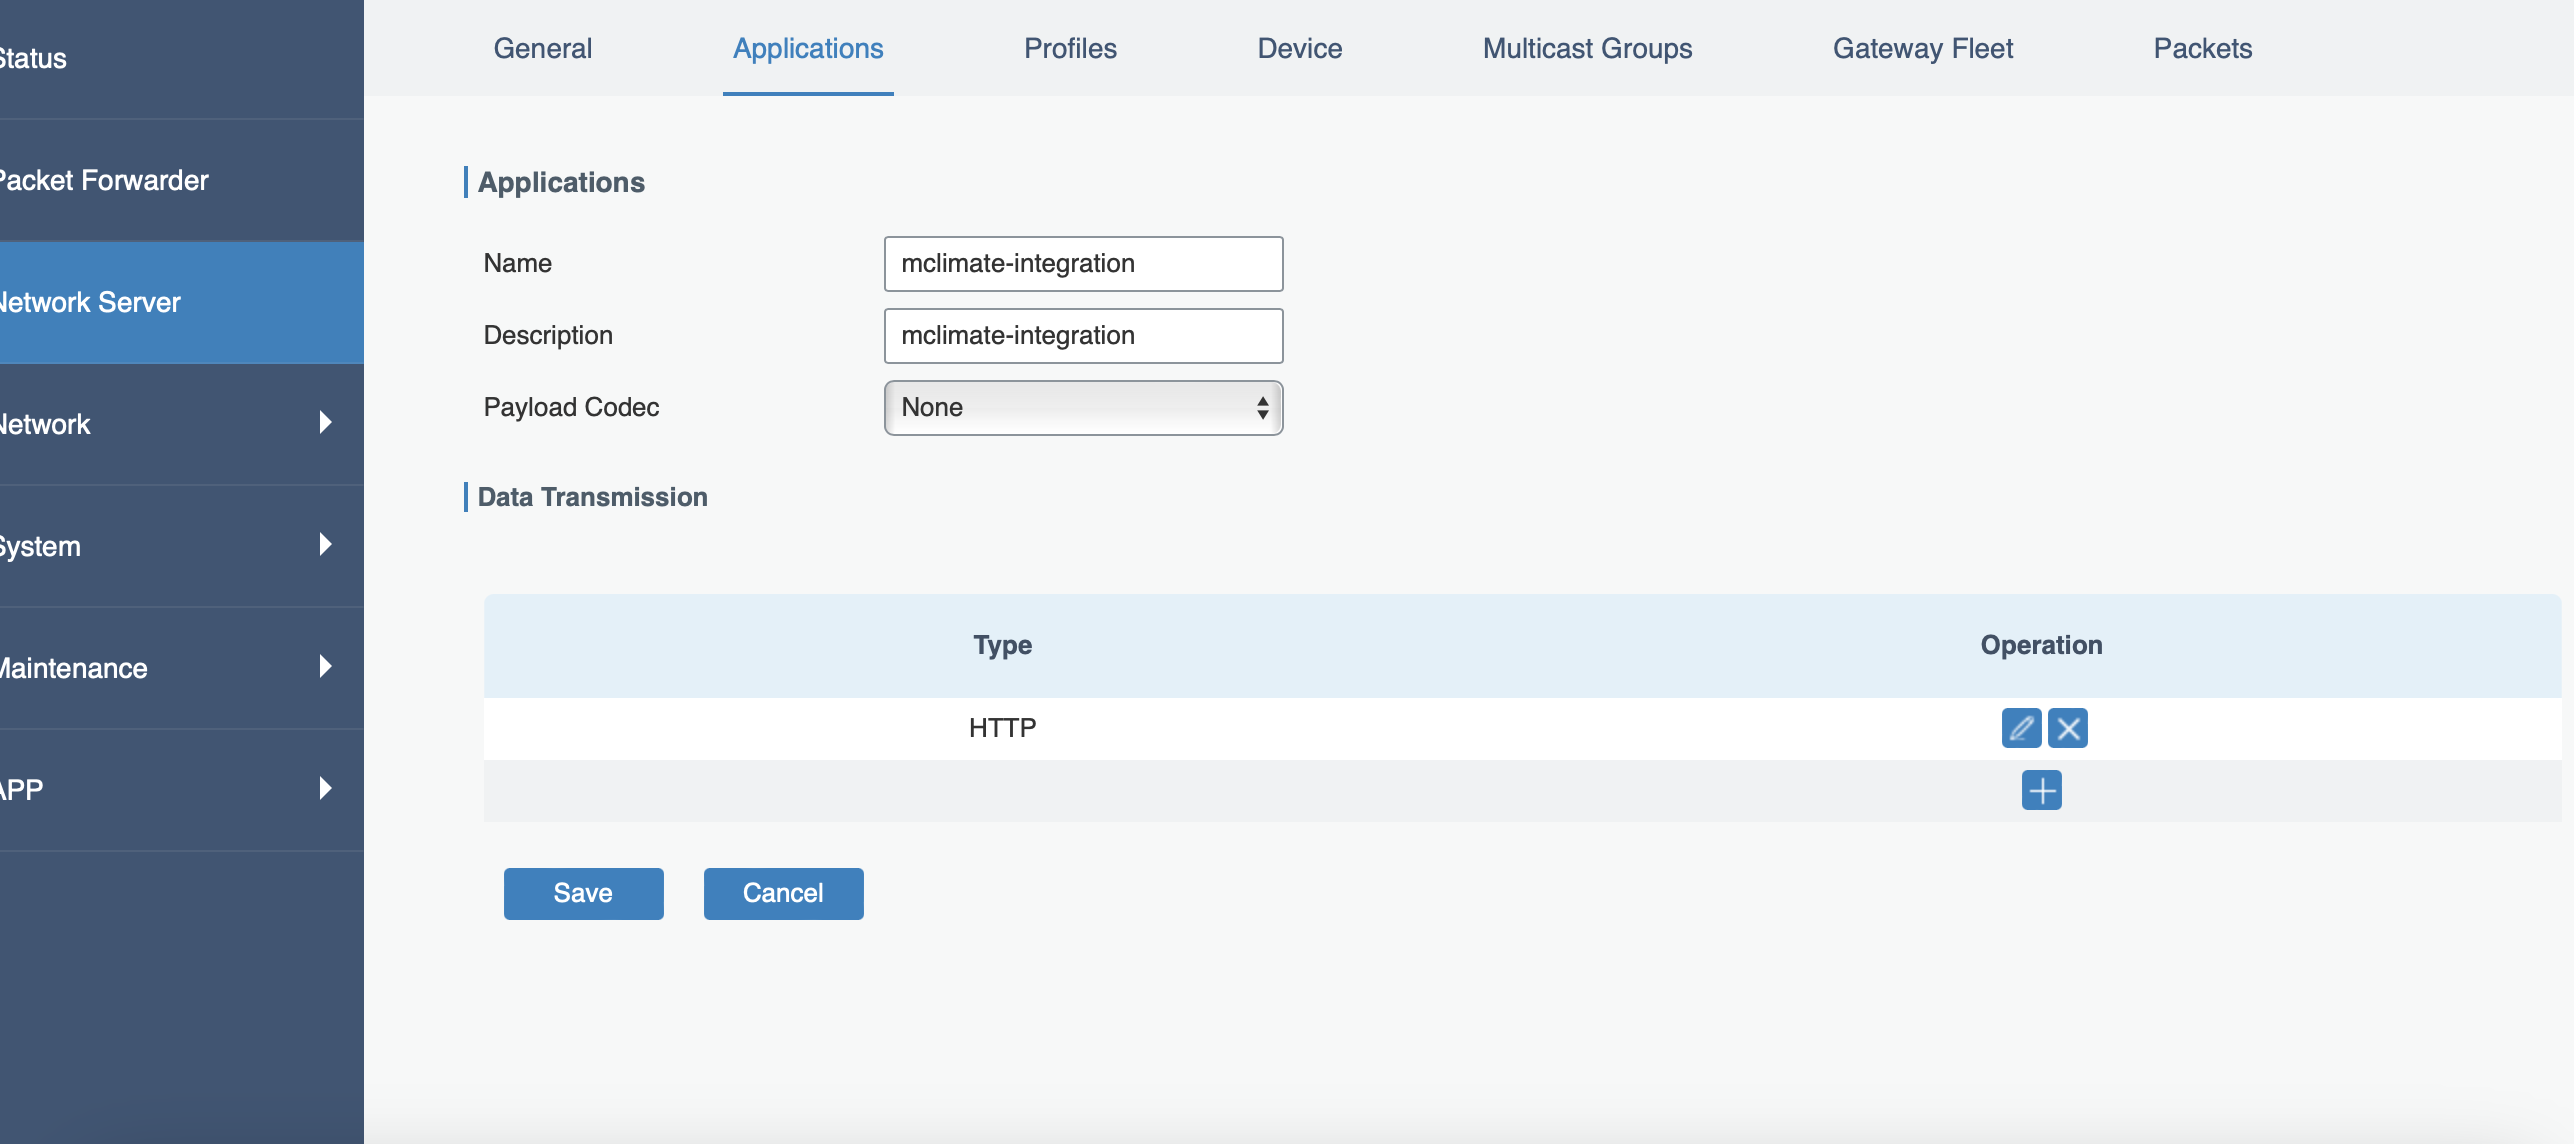 General Applications Profiles Device Multicast Groups Gateway Fleet Packets
Status
Packet Forwarder
Network Server
Network
System
Maintenance
APP
Applications
Name mclimate-integration
Description mclimate-integration
Payload Codec None
Data Transmission
Type Operation
HTTP
Save Cancel